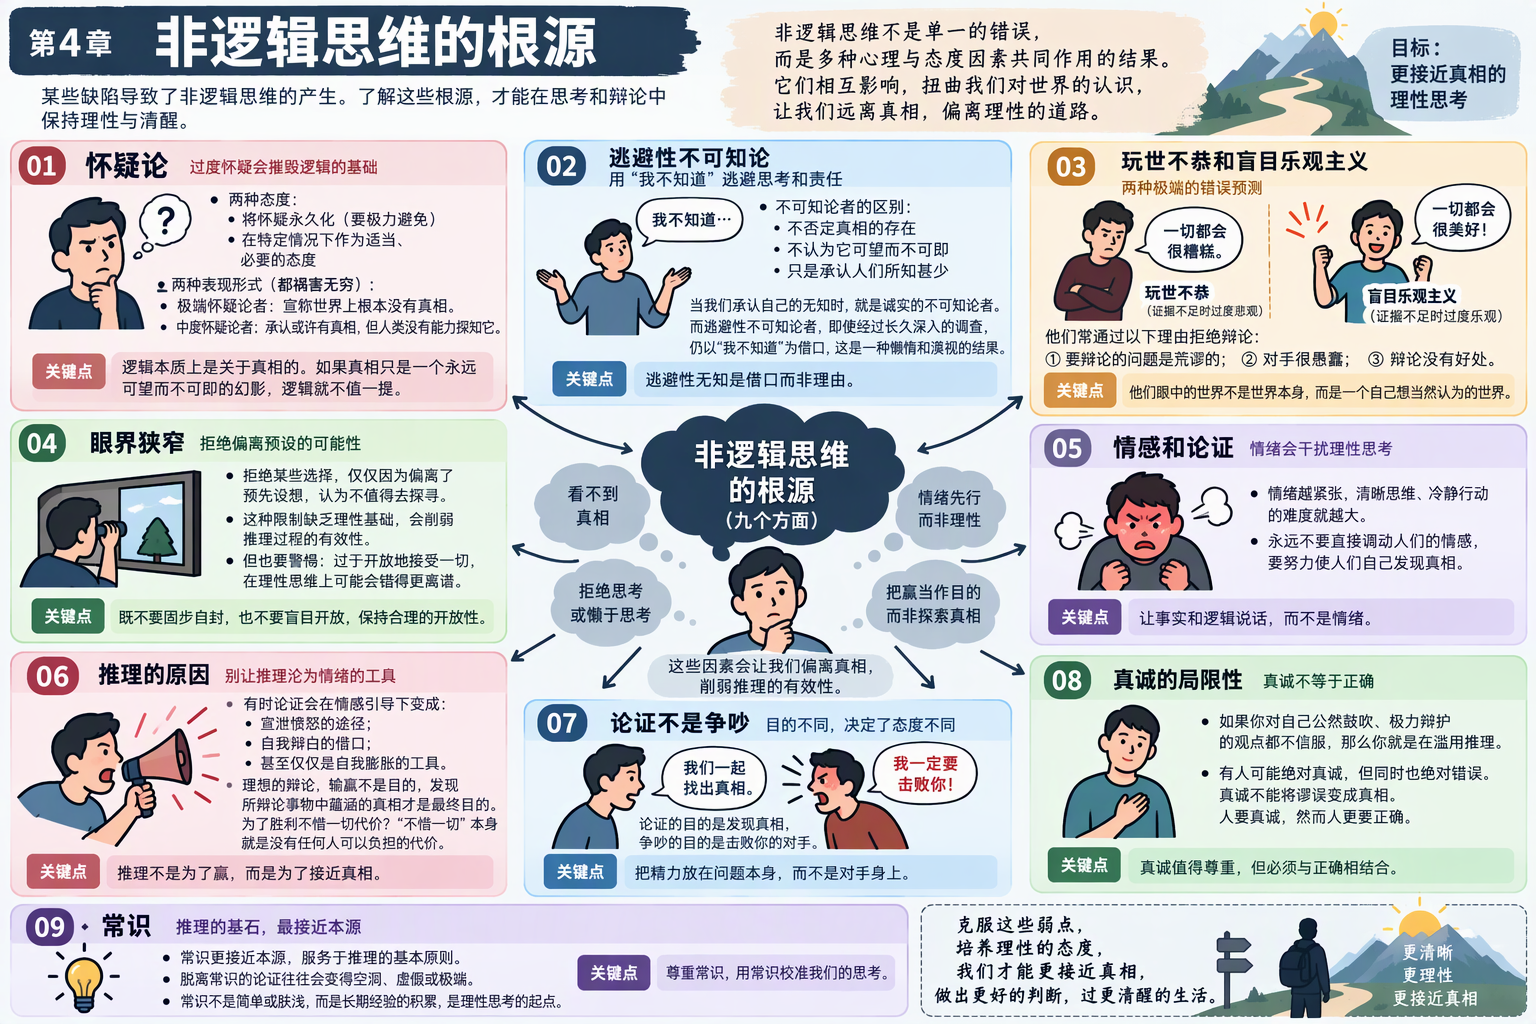 第4章 非逻辑思维的根源
某些缺陷导致了非逻辑思维的产生。了解这些根源，才能在思考和辩论中
保持理性与清醒。
非逻辑思维不是单一的错误，
而是多种心理与态度因素共同作用的结果。
它们相互影响，扭曲我们对世界的认识，
让我们远离真相，偏离理性的道路。
目标：
更接近真相的
理性思考
01 怀疑论 过度怀疑会摧毁逻辑的基础
?
• 两种态度：
• 将怀疑永久化（要极力避免）
• 在特定情况下作为适当、
必要的态度
• 两种表现形式（都祸害无穷）：
• 极端怀疑论者：宣称世界上根本没有真相。
• 中度怀疑论者：承认或许有真相，但人类没有能力探知它。
关键点
逻辑本质上是关于真相的。如果真相只是一个永远
可望而不可即的幻影，逻辑就不值一提。
02 逃避性不可知论
用“我不知道”逃避思考和责任
我不知道…
• 不可知论者的区别：
• 不否定真相的存在
• 不认为它可望而不可即
• 只是承认人们所知甚少
当我们承认自己的无知时，就是诚实的不可知论者。
而逃避性不可知论者，即使经过长久深入的调查，
仍以“我不知道”为借口，这是一种懒惰和漠视的结果。
关键点 逃避性无知是借口而非理由。
03 玩世不恭和盲目乐观主义
两种极端的错误预测
一切都会
很糟糕。
玩世不恭
（证据不足时过度悲观）
一切都会
很美好！
盲目乐观主义
（证据不足时过度乐观）
他们常通过以下理由拒绝辩论：
① 要辩论的问题是荒谬的； ② 对手很愚蠢； ③ 辩论没有好处。
关键点 他们眼中的世界不是世界本身，而是一个自己想当然认为的世界。
04 眼界狭窄 拒绝偏离预设的可能性
• 拒绝某些选择，仅仅因为偏离了
预先设想，认为不值得去探寻。
• 这种限制缺乏理性基础，会削弱
推理过程的有效性。
• 但也要警惕：过于开放地接受一切，
在理性思维上可能会错得更离谱。
关键点 既不要固步自封，也不要盲目开放，保持合理的开放性。
非逻辑思维
的根源
（九个方面）
看不到
真相
情绪先行
而非理性
拒绝思考
或懒于思考
把赢当作目的
而非探索真相
这些因素会让我们偏离真相，
削弱推理的有效性。
05 情感和论证 情绪会干扰理性思考
• 情绪越紧张，清晰思维、冷静行动
的难度就越大。
• 永远不要直接调动人们的情感，
要努力使人们自己发现真相。
关键点 让事实和逻辑说话，而不是情绪。
06 推理的原因 别让推理沦为情绪的工具
• 有时论证会在情感引导下变成：
• 宣泄愤怒的途径；
• 自我辩白的借口；
• 甚至仅仅是自我膨胀的工具。
• 理想的辩论，输赢不是目的，发现
所辩论事物中蕴涵的真相才是最终目的。
为了胜利不惜一切代价？“不惜一切”本身
就是没有任何人可以负担的代价。
关键点 推理不是为了赢，而是为了接近真相。
07 论证不是争吵 目的不同，决定了态度不同
我们一起
找出真相。
我一定要
击败你！
论证的目的是发现真相，
争吵的目的是击败你的对手。
关键点 把精力放在问题本身，而不是对手身上。
08 真诚的局限性 真诚不等于正确
• 如果你对自己公然鼓吹、极力辩护
的观点都不信服，那么你就是在滥用推理。
• 有人可能绝对真诚，但同时也绝对错误。
真诚不能将谬误变成真相。
人要真诚，然而人更要正确。
关键点 真诚值得尊重，但必须与正确相结合。
09 · 常识 推理的基石，最接近本源
• 常识更接近本源，服务于推理的基本原则。
• 脱离常识的论证往往会变得空洞、虚假或极端。
• 常识不是简单或肤浅，而是长期经验的积累，是理性思考的起点。
关键点 尊重常识，用常识校准我们的思考。
克服这些弱点，
培养理性的态度，
我们才能更接近真相，
做出更好的判断，过更清醒的生活。
更清晰
更理性
更接近真相